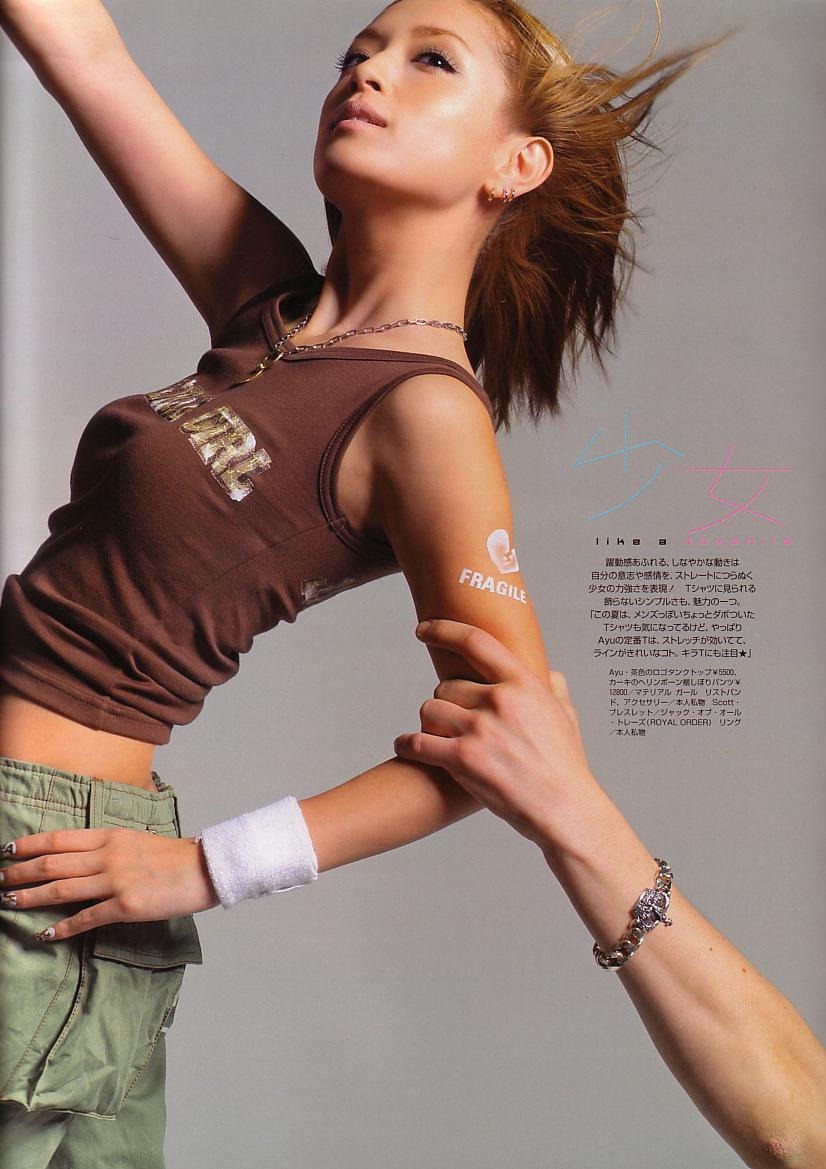 FRAGILE
少女
like a juvenile
躍動感あふれる、しなやかな動きは
自分の意志や感情を、ストレートにつらぬく
少女の力強さを表現！　Tシャツに見られる
飾らないシンプルさも、魅力の一つ。
「この夏は、メンズっぽいちょっとダボついた
Tシャツも気になってるけど、やっぱり
Ayuの定番Tは、ストレッチが効いてて、
ラインがきれいなコト。キラTにも注目★」
Ayu・茶色のロゴタンクトップ￥5500、
カーキのヘリンボーン裾しぼりパンツ￥
12800／マテリアル ガール　リストバン
ド、アクセサリー／本人私物　Scott・
ブレスレット／ジャック・オブ・オール
・トレーズ（ROYAL ORDER）　リング
／本人私物